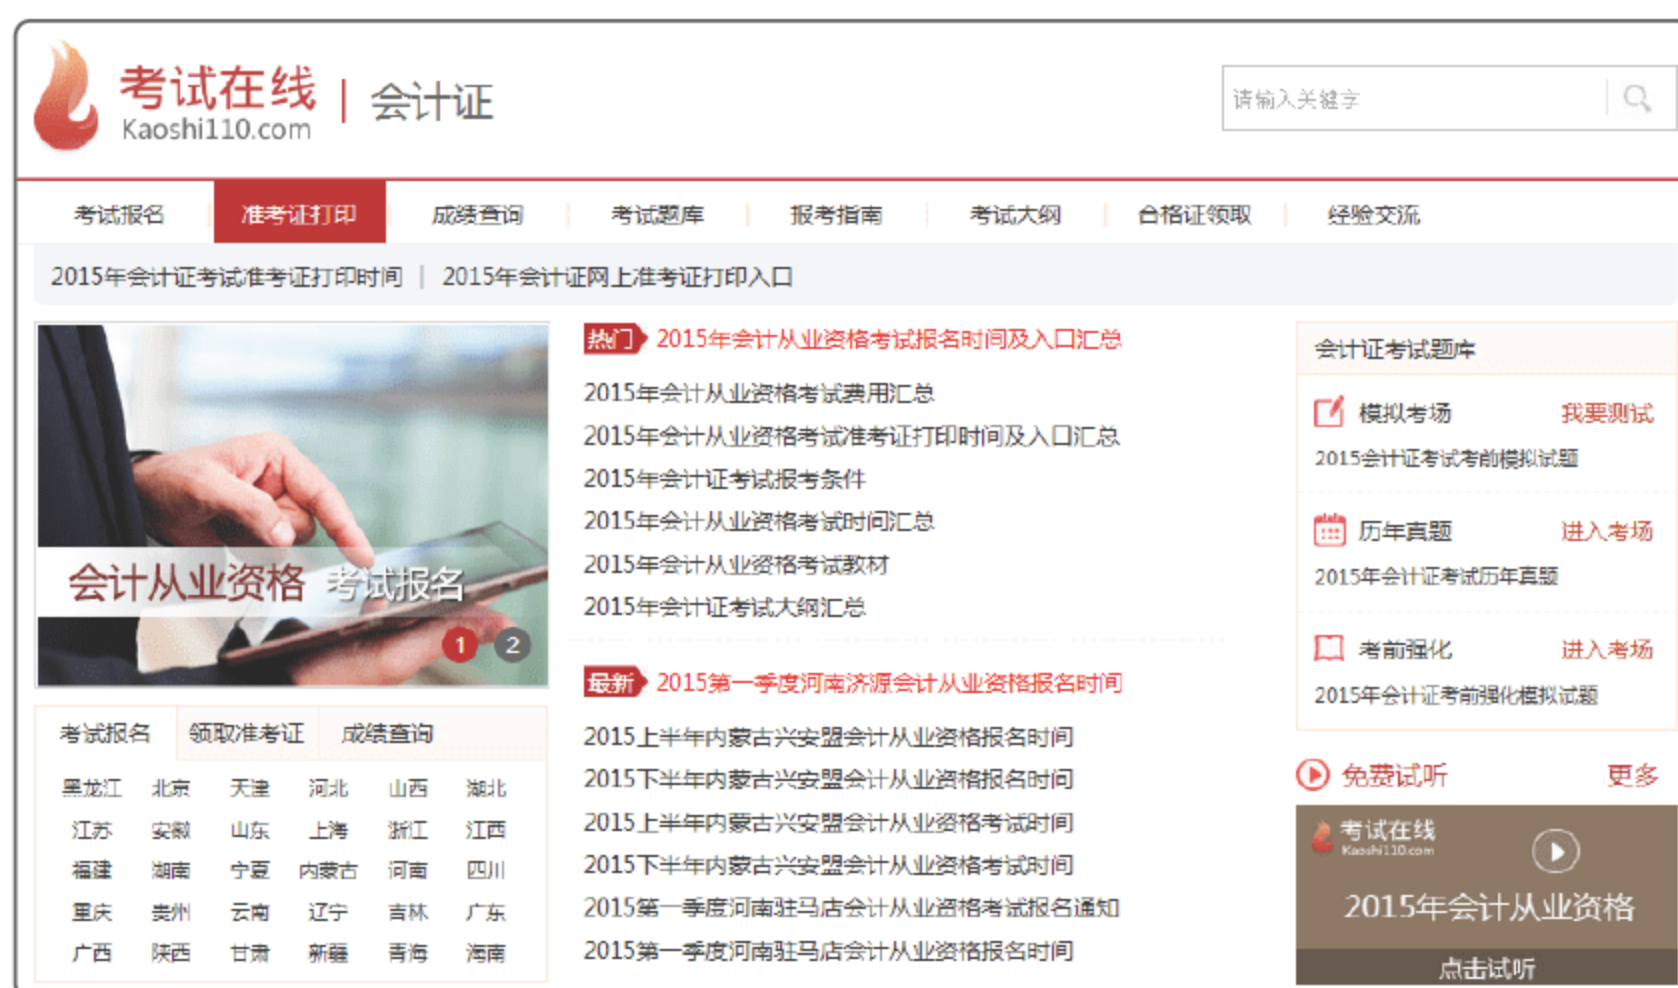 考试在线 | 会计证
Kaoshi110.com
请输入关键字
考试报名 准考证打印 成绩查询 考试题库 报考指南 考试大纲 合格证领取 经验交流
2015年会计证考试准考证打印时间 | 2015年会计证网上准考证打印入口
会计从业资格 考试报名
1 2
考试报名 领取准考证 成绩查询
黑龙江 北京 天津 河北 山西 湖北
江苏 安徽 山东 上海 浙江 江西
福建 湖南 宁夏 内蒙古 河南 四川
重庆 贵州 云南 辽宁 吉林 广东
广西 陕西 甘肃 新疆 青海 海南
热门 2015年会计从业资格考试报名时间及入口汇总
2015年会计从业资格考试费用汇总
2015年会计从业资格考试准考证打印时间及入口汇总
2015年会计证考试报考条件
2015年会计从业资格考试时间汇总
2015年会计从业资格考试教材
2015年会计证考试大纲汇总
最新 2015第一季度河南济源会计从业资格报名时间
2015上半年内蒙古兴安盟会计从业资格报名时间
2015下半年内蒙古兴安盟会计从业资格报名时间
2015上半年内蒙古兴安盟会计从业资格考试时间
2015下半年内蒙古兴安盟会计从业资格考试时间
2015第一季度河南驻马店会计从业资格考试报名通知
2015第一季度河南驻马店会计从业资格报名时间
会计证考试题库
模拟考场 我要测试
2015会计证考试考前模拟试题
历年真题 进入考场
2015年会计证考试历年真题
考前强化 进入考场
2015年会计证考前强化模拟试题
免费试听 更多
考试在线
Kaoshi110.com
2015年会计从业资格
点击试听